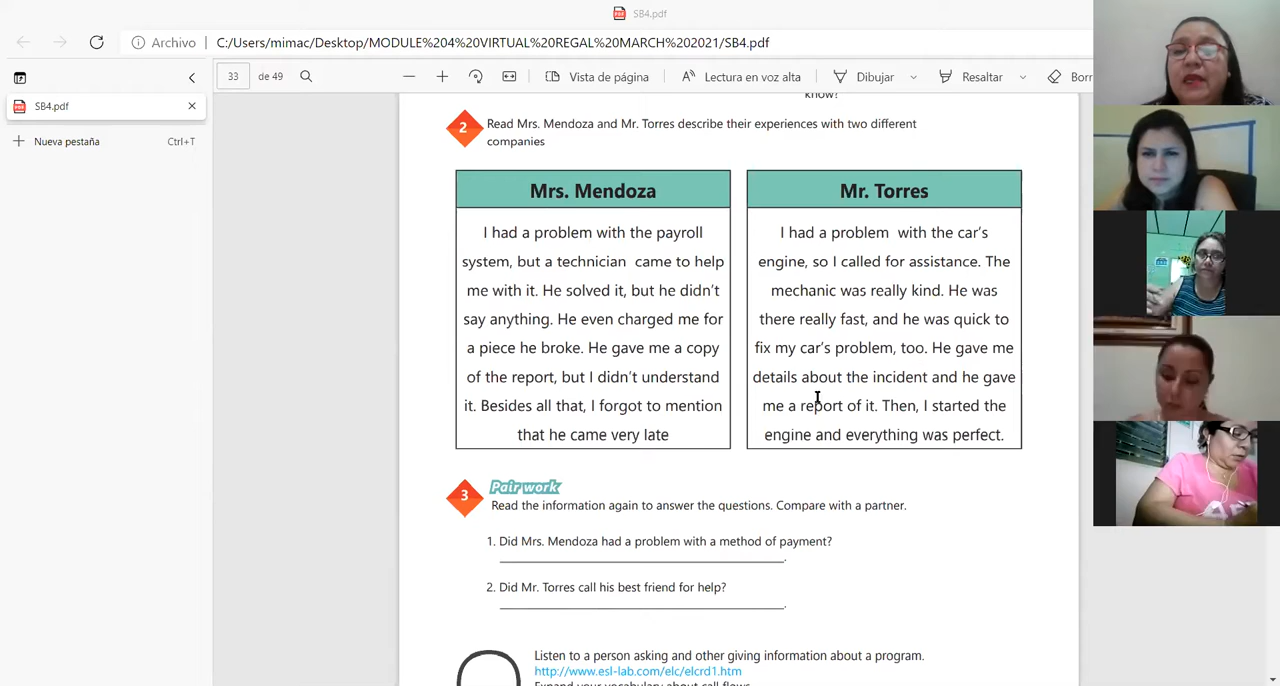 SB4.pdf
Archivo
C:/Users/mimac/Desktop/MODULE%204%20VIRTUAL%20REGAL%20MARCH%202021/SB4.pdf
SB4.pdf
Nueva pestaña Ctrl+T
33 de 49
Vista de página
Lectura en voz alta
Dibujar
Resaltar
Borr
know?
2 Read Mrs. Mendoza and Mr. Torres describe their experiences with two different
companies
Mrs. Mendoza
I had a problem with the payroll
system, but a technician came to help
me with it. He solved it, but he didn't
say anything. He even charged me for
a piece he broke. He gave me a copy
of the report, but I didn't understand
it. Besides all that, I forgot to mention
that he came very late
Mr. Torres
I had a problem with the car's
engine, so I called for assistance. The
mechanic was really kind. He was
there really fast, and he was quick to
fix my car's problem, too. He gave me
details about the incident and he gave
me a report of it. Then, I started the
engine and everything was perfect.
3 Pair work
Read the information again to answer the questions. Compare with a partner.
1. Did Mrs. Mendoza had a problem with a method of payment?
2. Did Mr. Torres call his best friend for help?
Listen to a person asking and other giving information about a program.
http://www.esl-lab.com/elc/elcrd1.htm
Expand your vocabulary about call flows